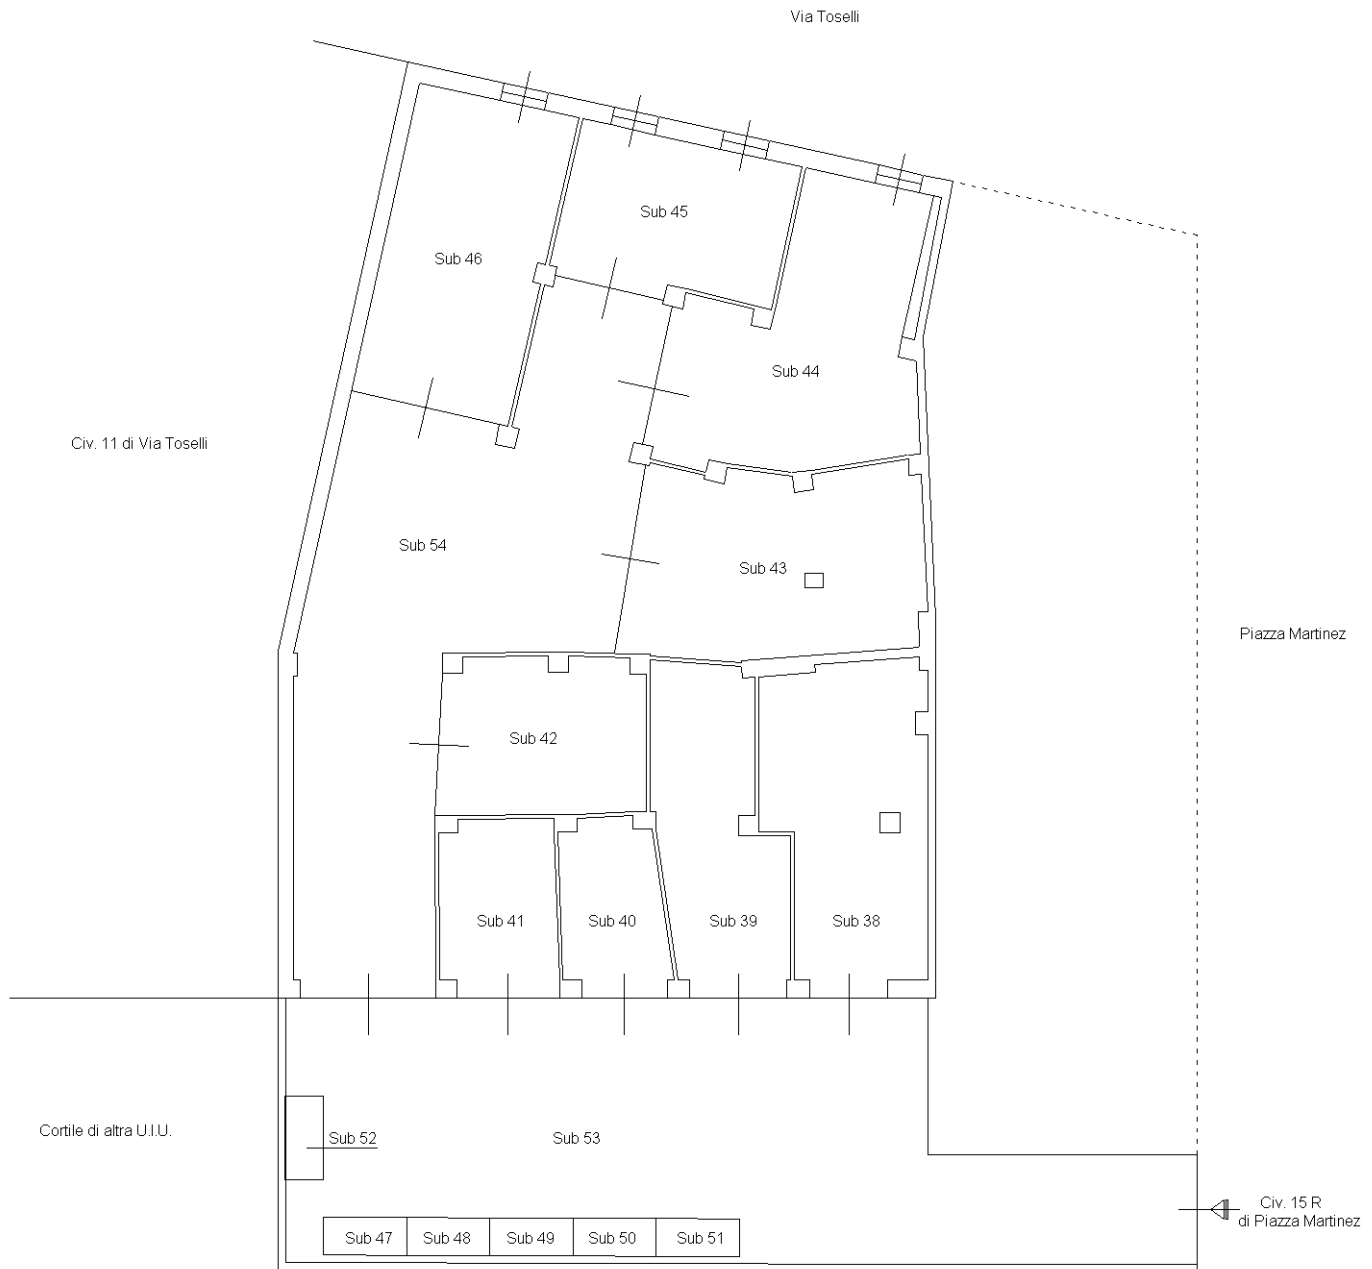 Via Toselli
Sub 45
Sub 46
Sub 44
Civ. 11 di Via Toselli
Sub 54
Sub 43
Piazza Martinez
Sub 42
Sub 41
Sub 40
Sub 39
Sub 38
Cortile di altra U.I.U.
Sub 52
Sub 53
Civ. 15 R
di Piazza Martinez
Sub 47
Sub 48
Sub 49
Sub 50
Sub 51